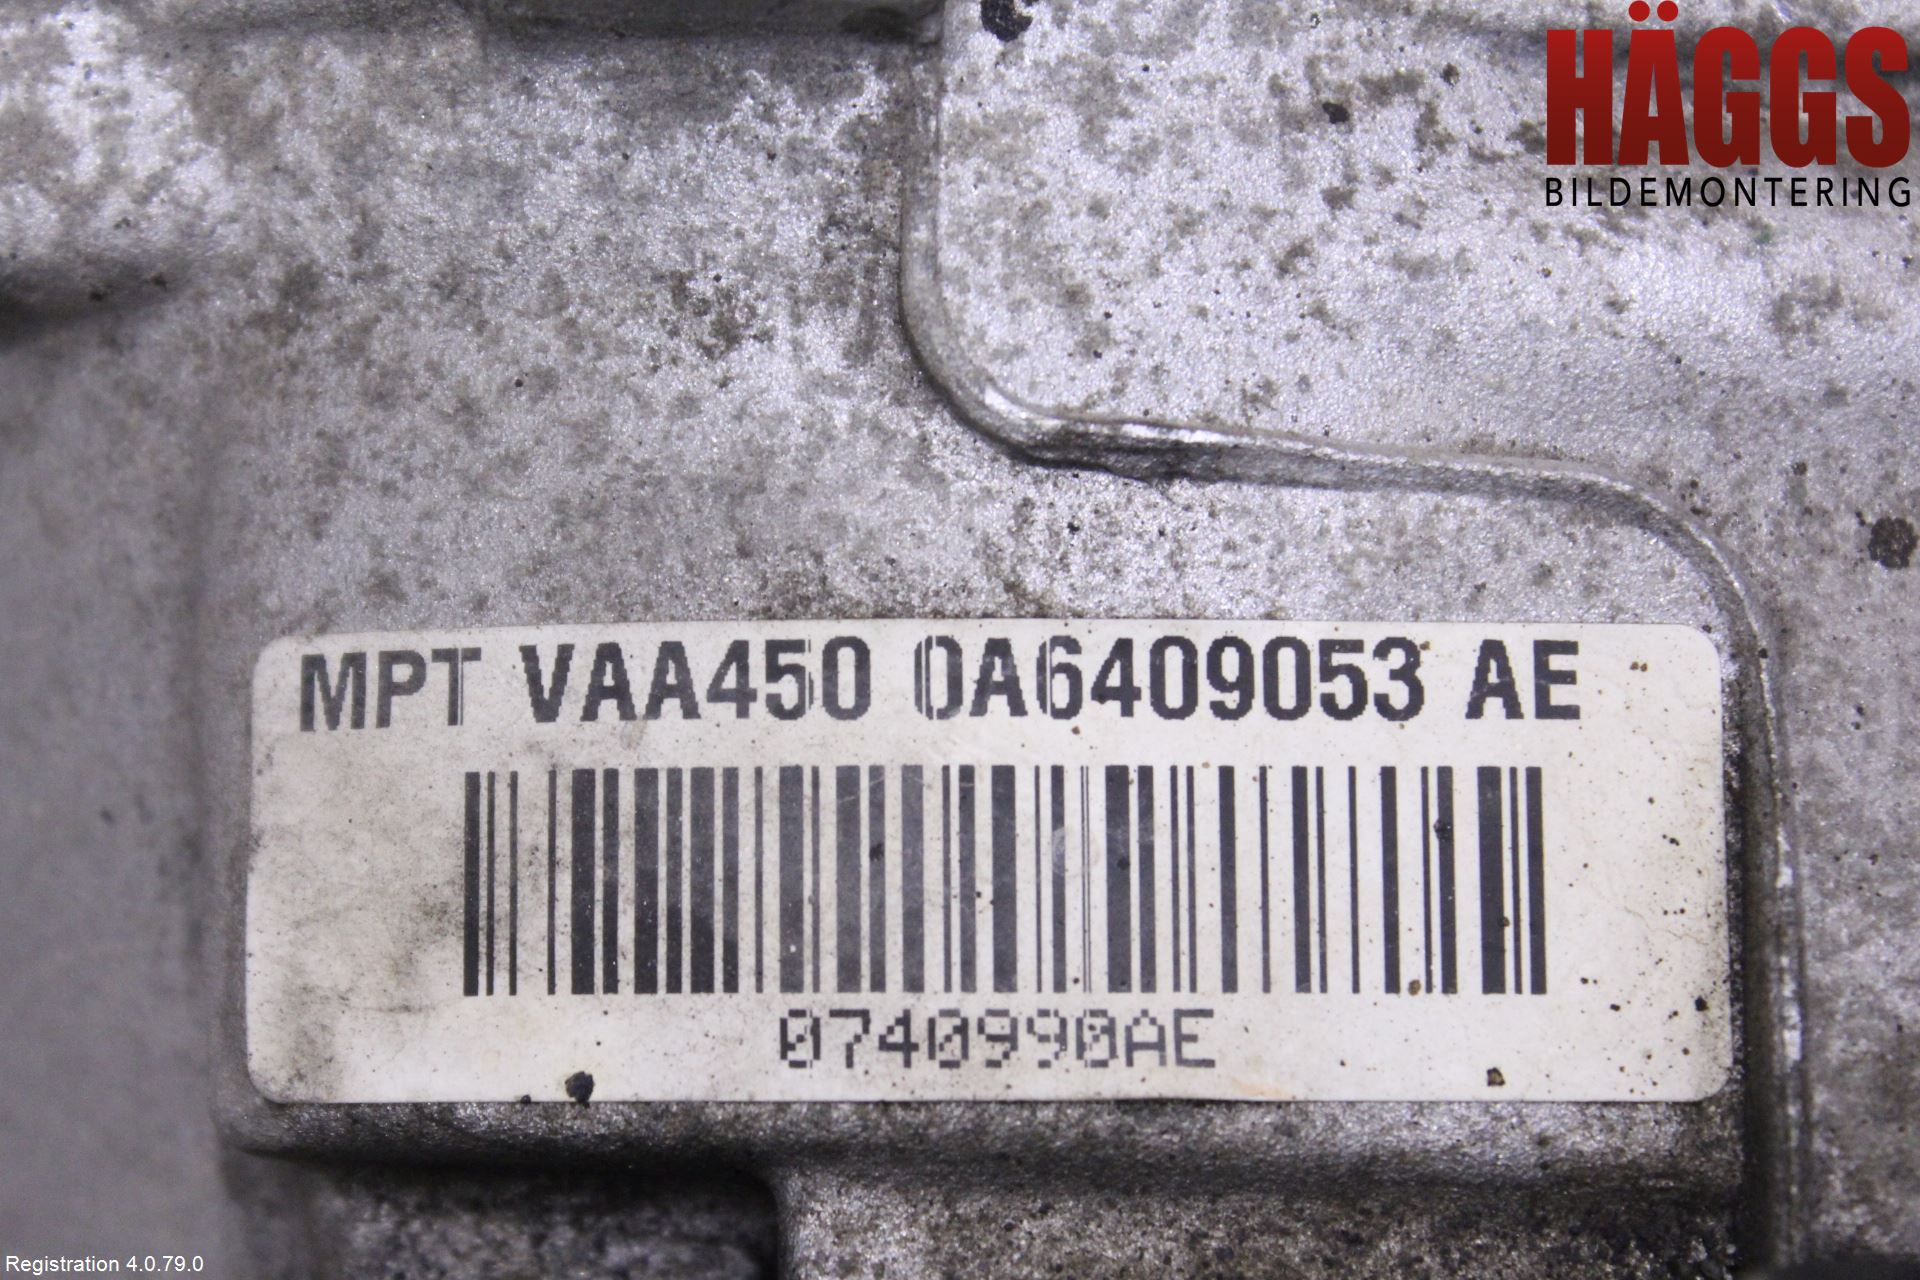 HÄGGS
BILDEMONTERING
MPT VAA450 0A6409053 AE
0740990AE
Registration 4.0.79.0